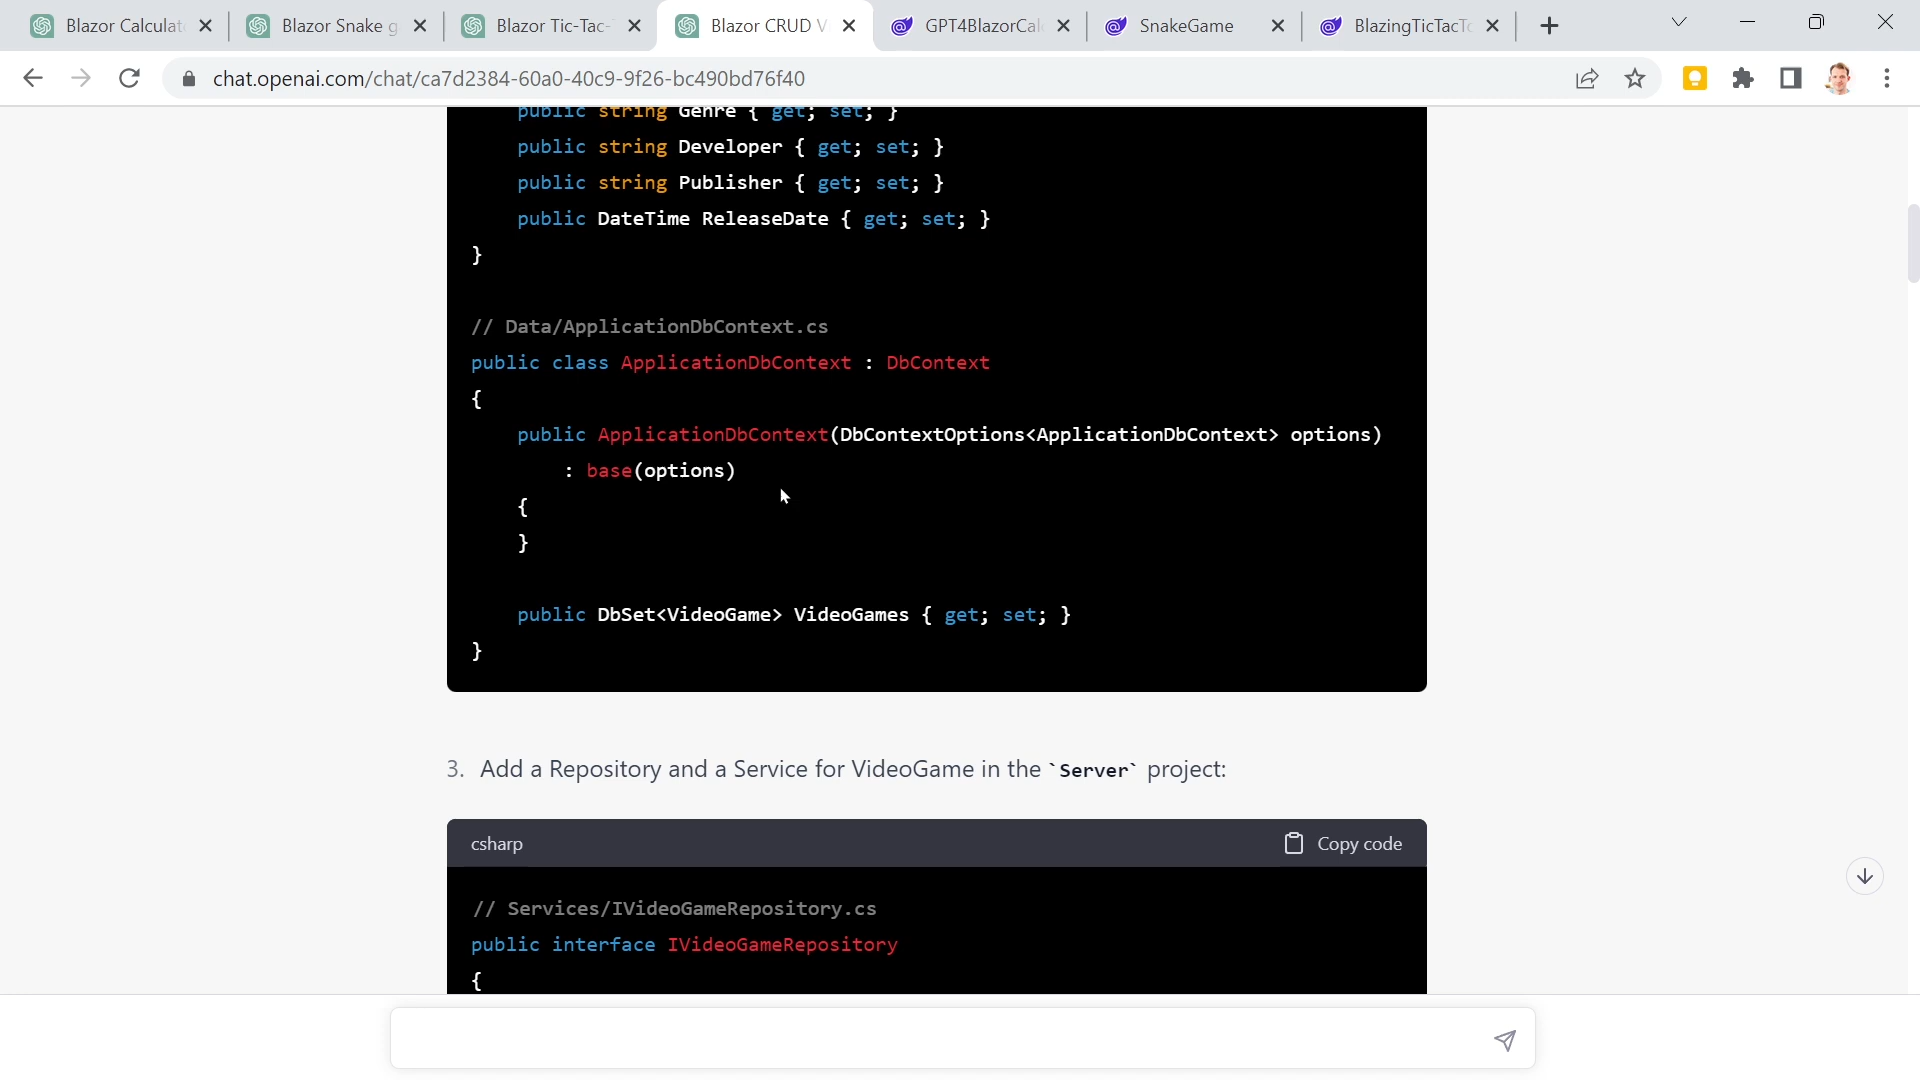 Blazor Calculat
Blazor Snake g
Blazor Tic-Tac-
Blazor CRUD V
GPT4BlazorCal
SnakeGame
BlazingTicTacTo
chat.openai.com/chat/ca7d2384-60a0-40c9-9f26-bc490bd76f40
public string Genre { get; set; }
public string Developer { get; set; }
public string Publisher { get; set; }
public DateTime ReleaseDate { get; set; }
}
// Data/ApplicationDbContext.cs
public class ApplicationDbContext : DbContext
{
public ApplicationDbContext(DbContextOptions<ApplicationDbContext> options)
: base(options)
{
}
public DbSet<VideoGame> VideoGames { get; set; }
}
3. Add a Repository and a Service for VideoGame in the `Server` project:
csharp
Copy code
// Services/IVideoGameRepository.cs
public interface IVideoGameRepository
{